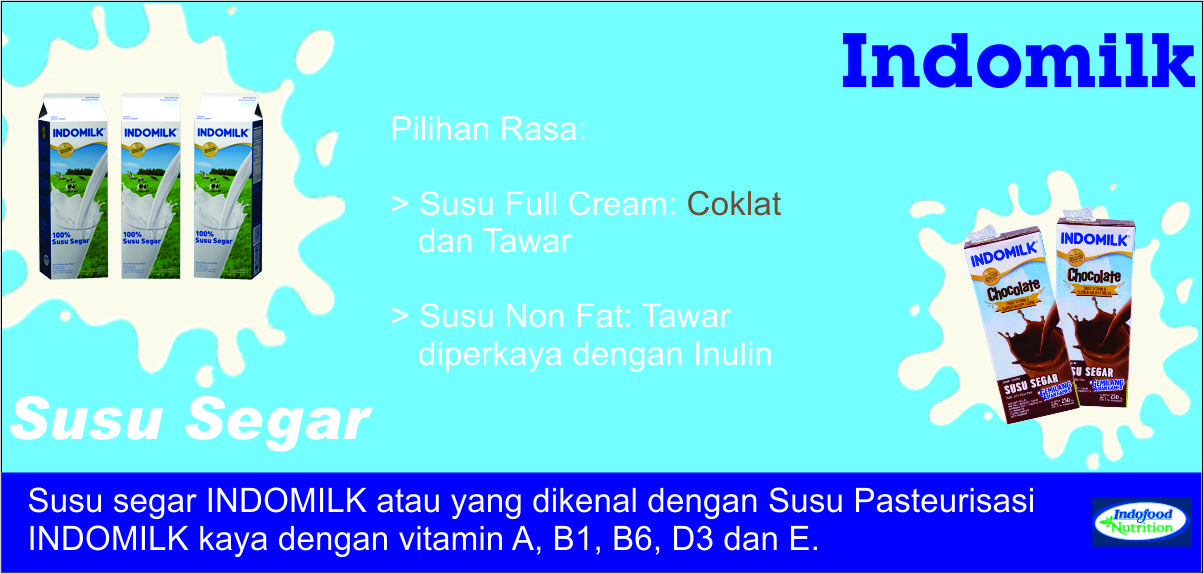 Indomilk
INDOMILK
100%
Susu Segar
INDOMILK
100%
Susu Segar
INDOMILK
100%
Susu Segar
Pilihan Rasa:
> Susu Full Cream: Coklat
dan Tawar
> Susu Non Fat: Tawar
diperkaya dengan Inulin
INDOMILK
Chocolate
SUSU SEGAR
INDOMILK
Chocolate
SU SEGAR
Susu Segar
Susu segar INDOMILK atau yang dikenal dengan Susu Pasteurisasi
INDOMILK kaya dengan vitamin A, B1, B6, D3 dan E.
Indofood
Nutrition